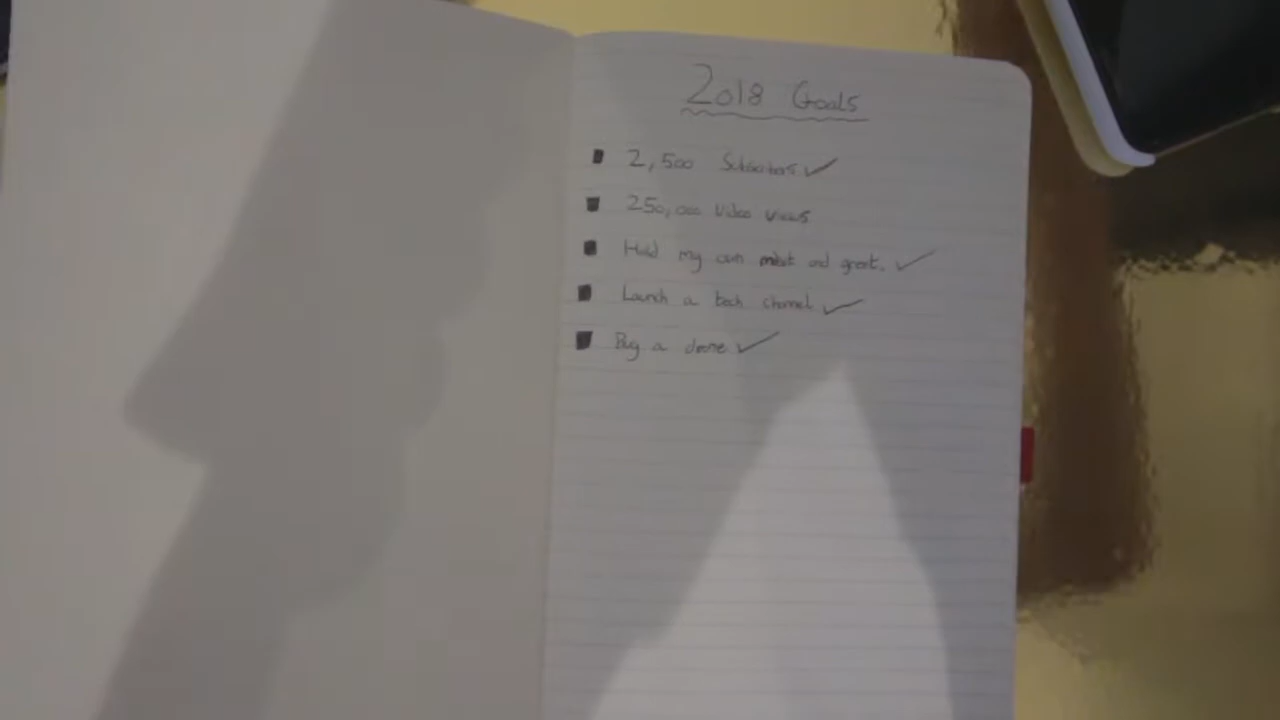 2018 Goals
■ 2,500 Subscribers ✓
■ 250,000 Video views
■ Hold my own meet and greet. ✓
■ Launch a tech channel ✓
■ Buy a drone ✓